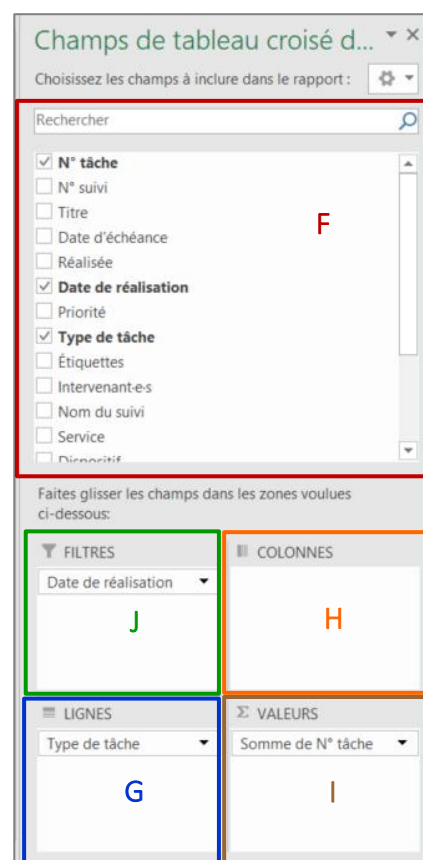 Champs de tableau croisé d...
Choisissez les champs à inclure dans le rapport :
Rechercher
N° tâche
N° suivi
Titre
Date d'échéance
Réalisée
Date de réalisation
Priorité
Type de tâche
Étiquettes
Intervenant·e·s
Nom du suivi
Service
Dispositif
F
Faites glisser les champs dans les zones voulues
ci-dessous:
FILTRES
COLONNES
Date de réalisation
J
H
LIGNES
Σ VALEURS
Type de tâche
Somme de N° tâche
G
I